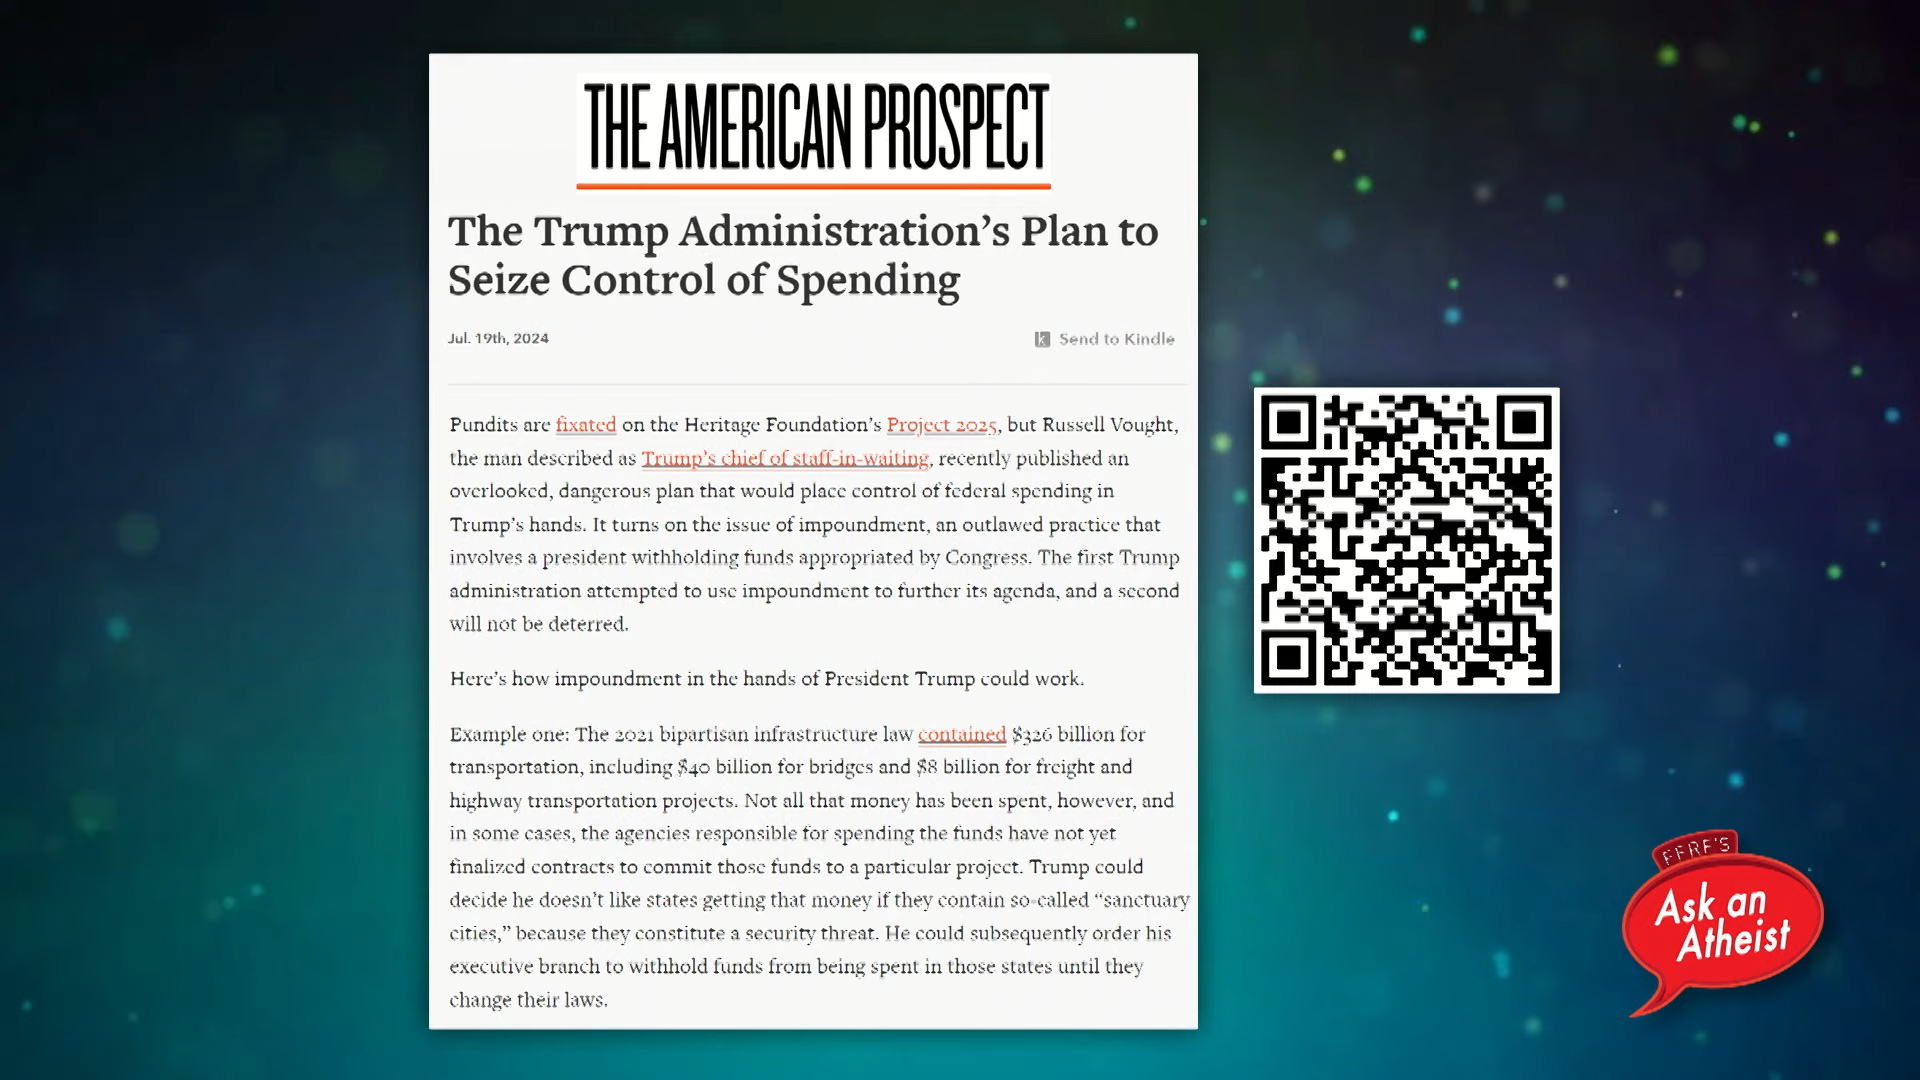 THE AMERICAN PROSPECT
The Trump Administration's Plan to
Seize Control of Spending
Jul. 19th, 2024
k Send to Kindle
Pundits are fixated on the Heritage Foundation's Project 2025, but Russell Vought,
the man described as Trump's chief of staff-in-waiting, recently published an
overlooked, dangerous plan that would place control of federal spending in
Trump's hands. It turns on the issue of impoundment, an outlawed practice that
involves a president withholding funds appropriated by Congress. The first Trump
administration attempted to use impoundment to further its agenda, and a second
will not be deterred.
Here's how impoundment in the hands of President Trump could work.
Example one: The 2021 bipartisan infrastructure law contained $326 billion for
transportation, including $40 billion for bridges and $8 billion for freight and
highway transportation projects. Not all that money has been spent, however, and
in some cases, the agencies responsible for spending the funds have not yet
finalized contracts to commit those funds to a particular project. Trump could
decide he doesn't like states getting that money if they contain so-called “sanctuary
cities,” because they constitute a security threat. He could subsequently order his
executive branch to withhold funds from being spent in those states until they
change their laws.
FFRF'S
Ask an
Atheist